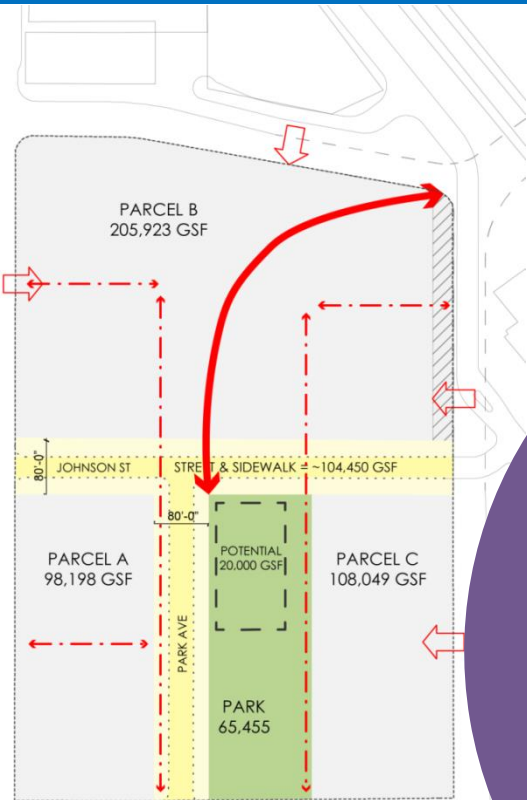 PARCEL B
205,923 GSF
80'-0"
JOHNSON ST
STREET & SIDEWALK = ~104,450 GSF
80'-0"
PARCEL A
98,198 GSF
POTENTIAL
20.000 GSF
PARCEL C
108,049 GSF
PARK AVE
PARK
65,455